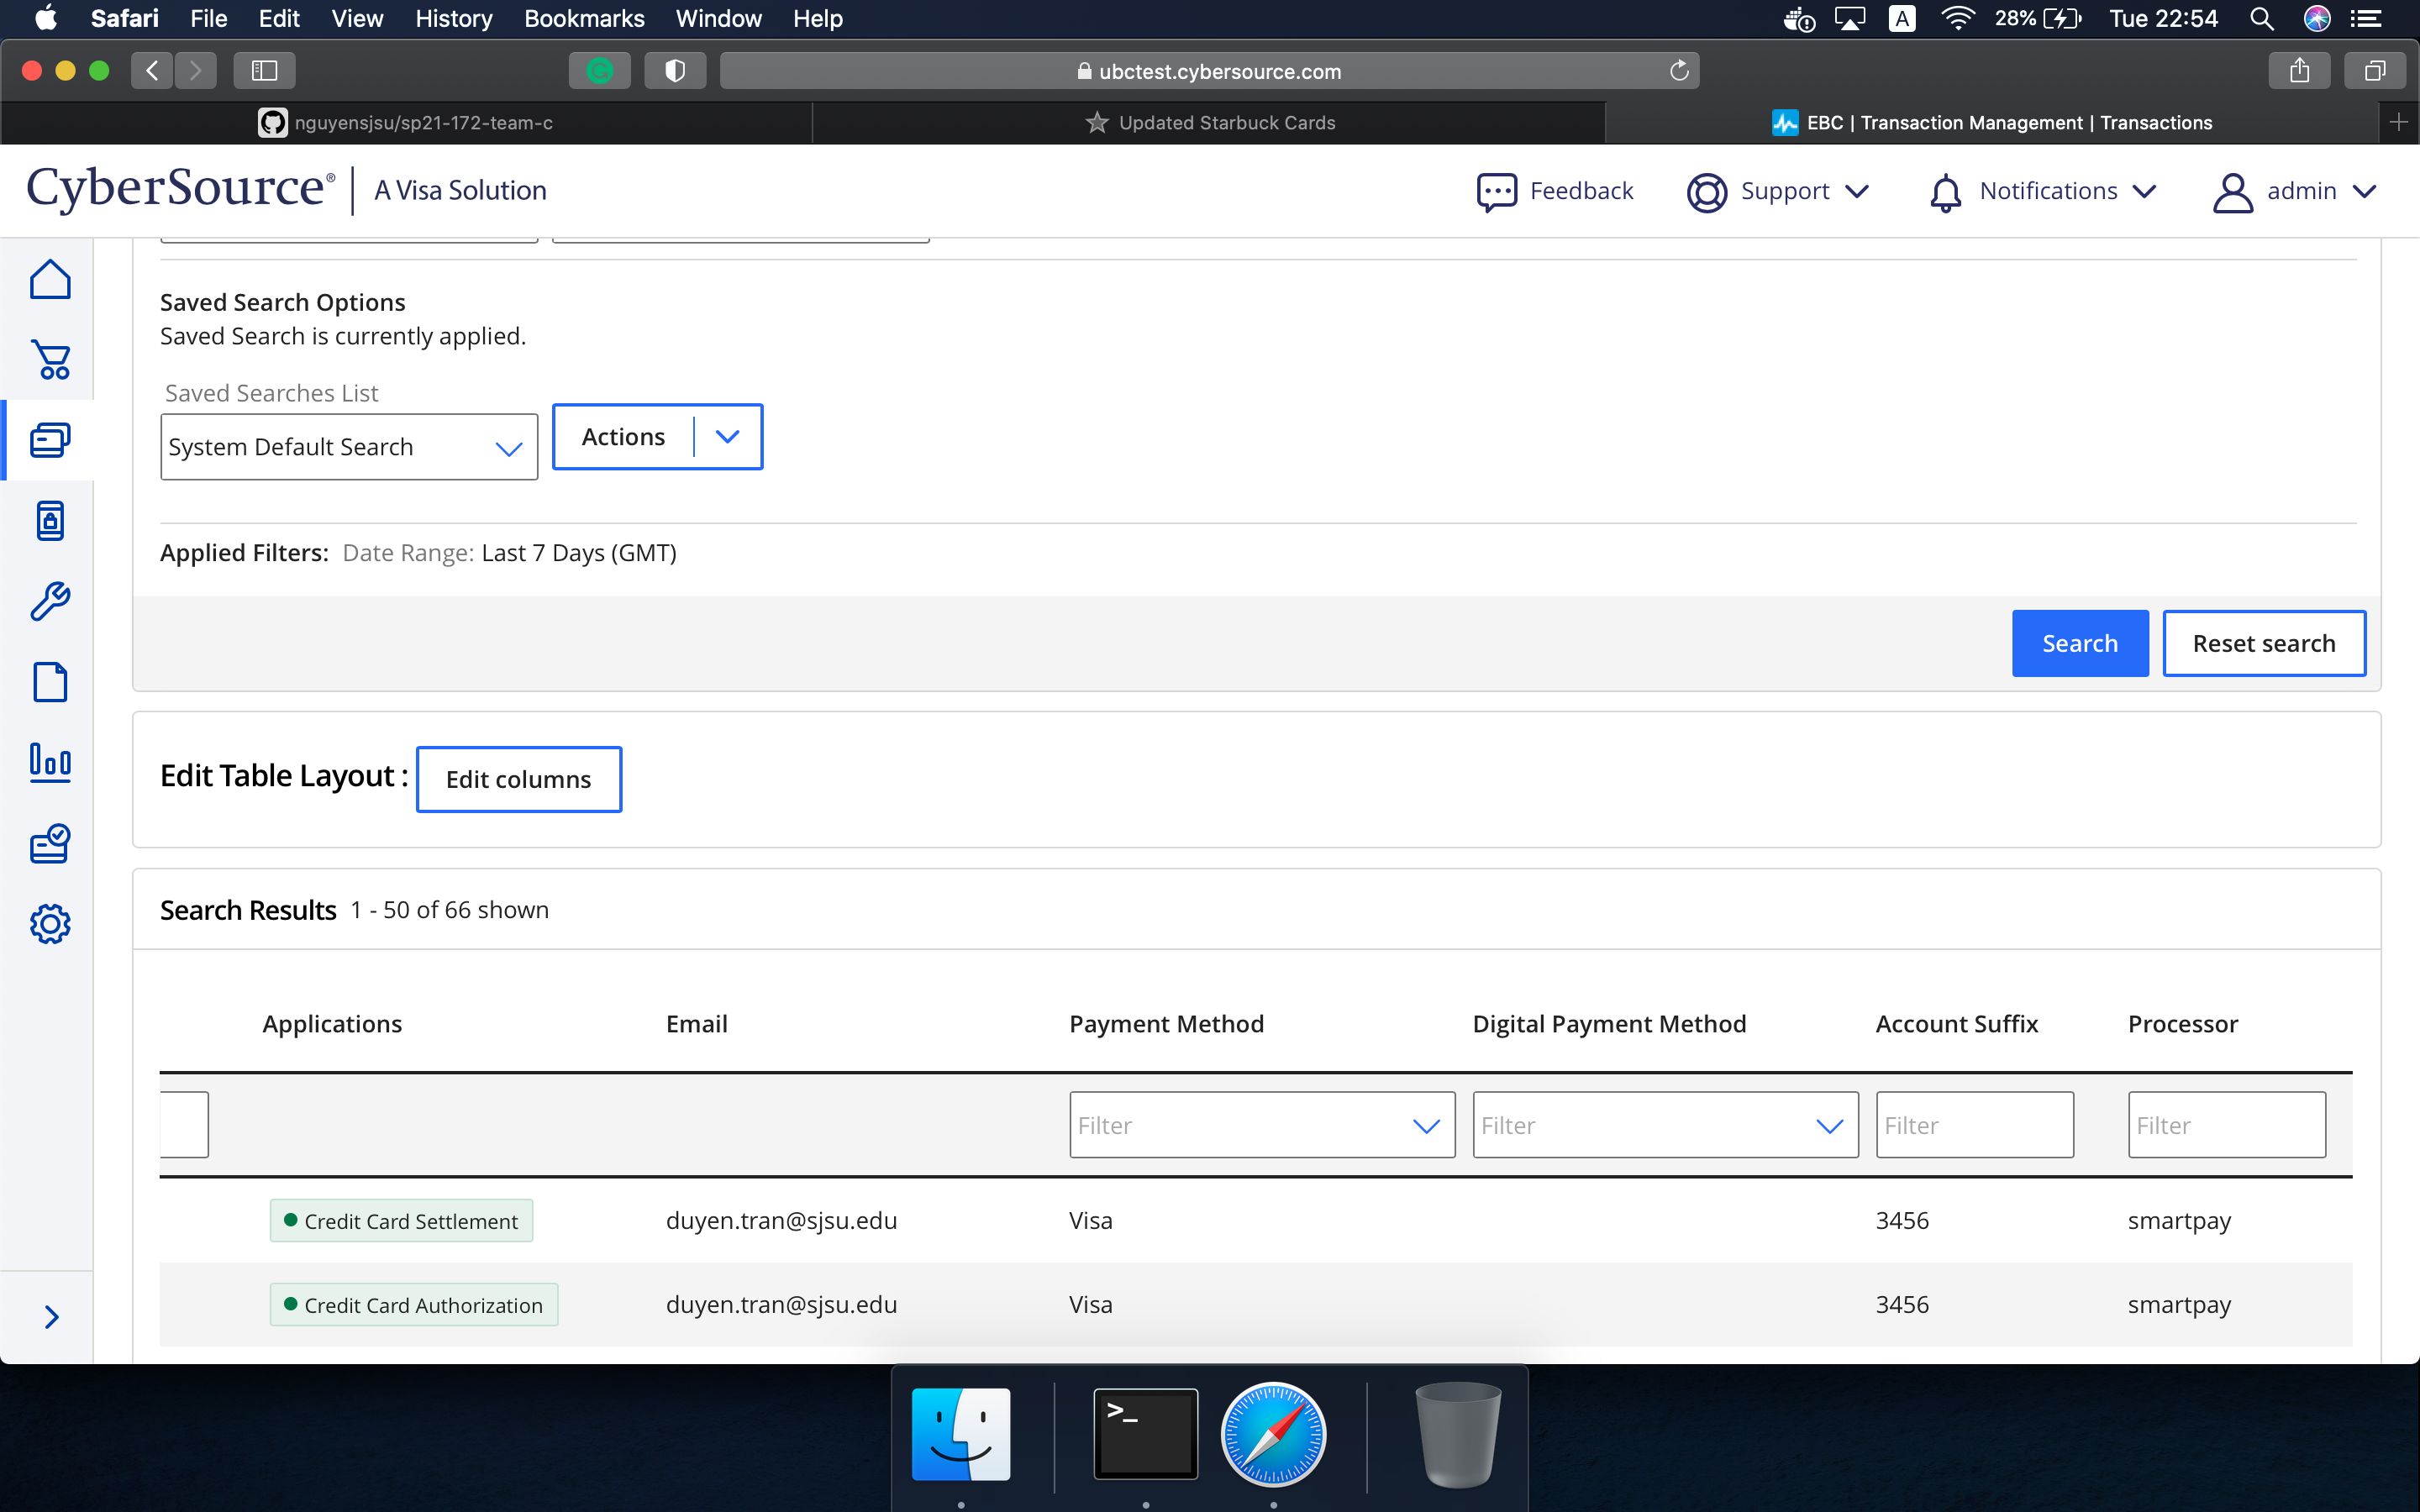 Safari File Edit View History Bookmarks Window Help A 28% Tue 22:54
ubctest.cybersource.com
nguyensjsu/sp21-172-team-c Updated Starbuck Cards EBC | Transaction Management | Transactions
CyberSource® A Visa Solution Feedback Support Notifications admin
Saved Search Options
Saved Search is currently applied.
Saved Searches List
System Default Search Actions
Applied Filters: Date Range: Last 7 Days (GMT)
Search Reset search
Edit Table Layout : Edit columns
Search Results 1 - 50 of 66 shown
Applications Email Payment Method Digital Payment Method Account Suffix Processor
Filter Filter Filter Filter
Credit Card Settlement duyen.tran@sjsu.edu Visa 3456 smartpay
Credit Card Authorization duyen.tran@sjsu.edu Visa 3456 smartpay
>_